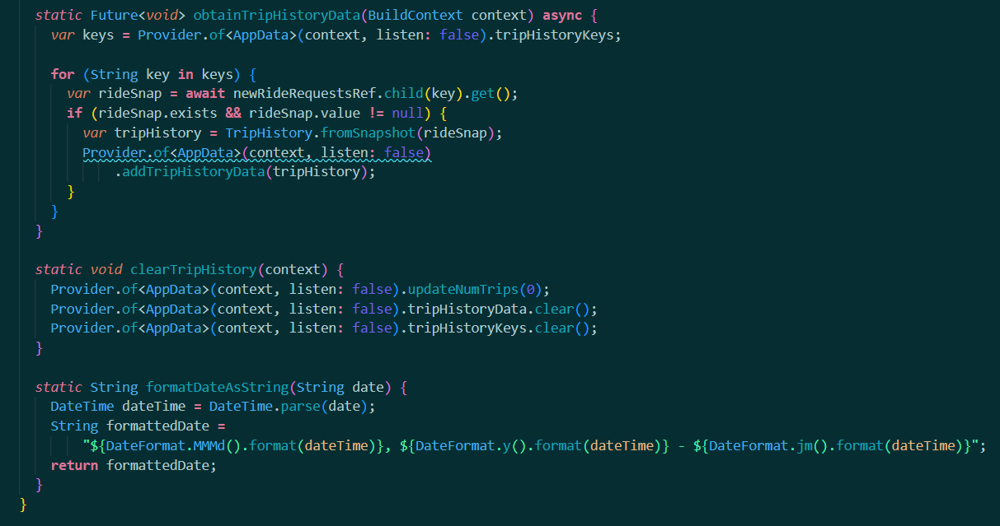 static Future<void> obtainTripHistoryData(BuildContext context) async {
var keys = Provider.of<AppData>(context, listen: false).tripHistoryKeys;
for (String key in keys) {
var rideSnap = await newRideRequestsRef.child(key).get();
if (rideSnap.exists && rideSnap.value != null) {
var tripHistory = TripHistory.fromSnapshot(rideSnap);
Provider.of<AppData>(context, listen: false)
.addTripHistoryData(tripHistory);
}
}
}
static void clearTripHistory(context) {
Provider.of<AppData>(context, listen: false).updateNumTrips(0);
Provider.of<AppData>(context, listen: false).tripHistoryData.clear();
Provider.of<AppData>(context, listen: false).tripHistoryKeys.clear();
}
static String formatDateAsString(String date) {
DateTime dateTime = DateTime.parse(date);
String formattedDate =
"${DateFormat.MMMd().format(dateTime)}, ${DateFormat.y().format(dateTime)} - ${DateFormat.jm().format(dateTime)}";
return formattedDate;
}
}